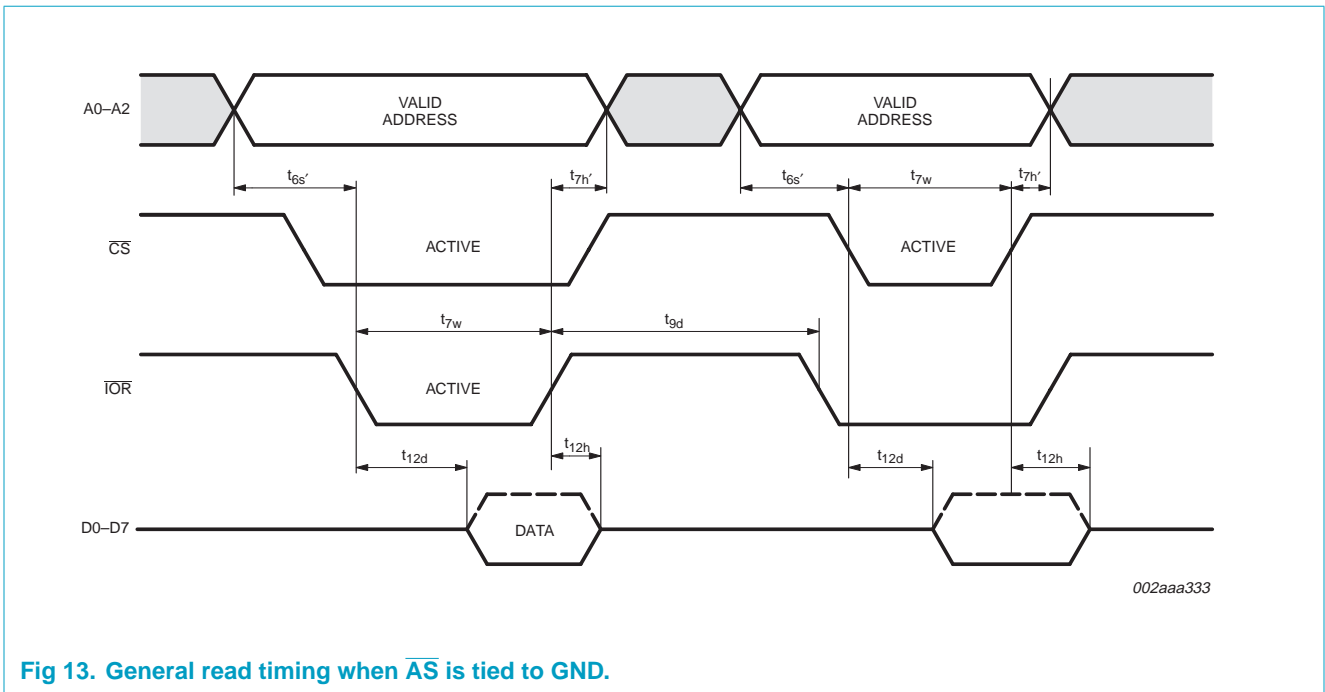 A0–A2
VALID
ADDRESS
VALID
ADDRESS
t6s′
t7h′
t6s′
t7w
t7h′
CS
ACTIVE
ACTIVE
t7w
t9d
IOR
ACTIVE
t12d
t12h
t12d
t12h
D0–D7
DATA
002aaa333
Fig 13. General read timing when AS is tied to GND.